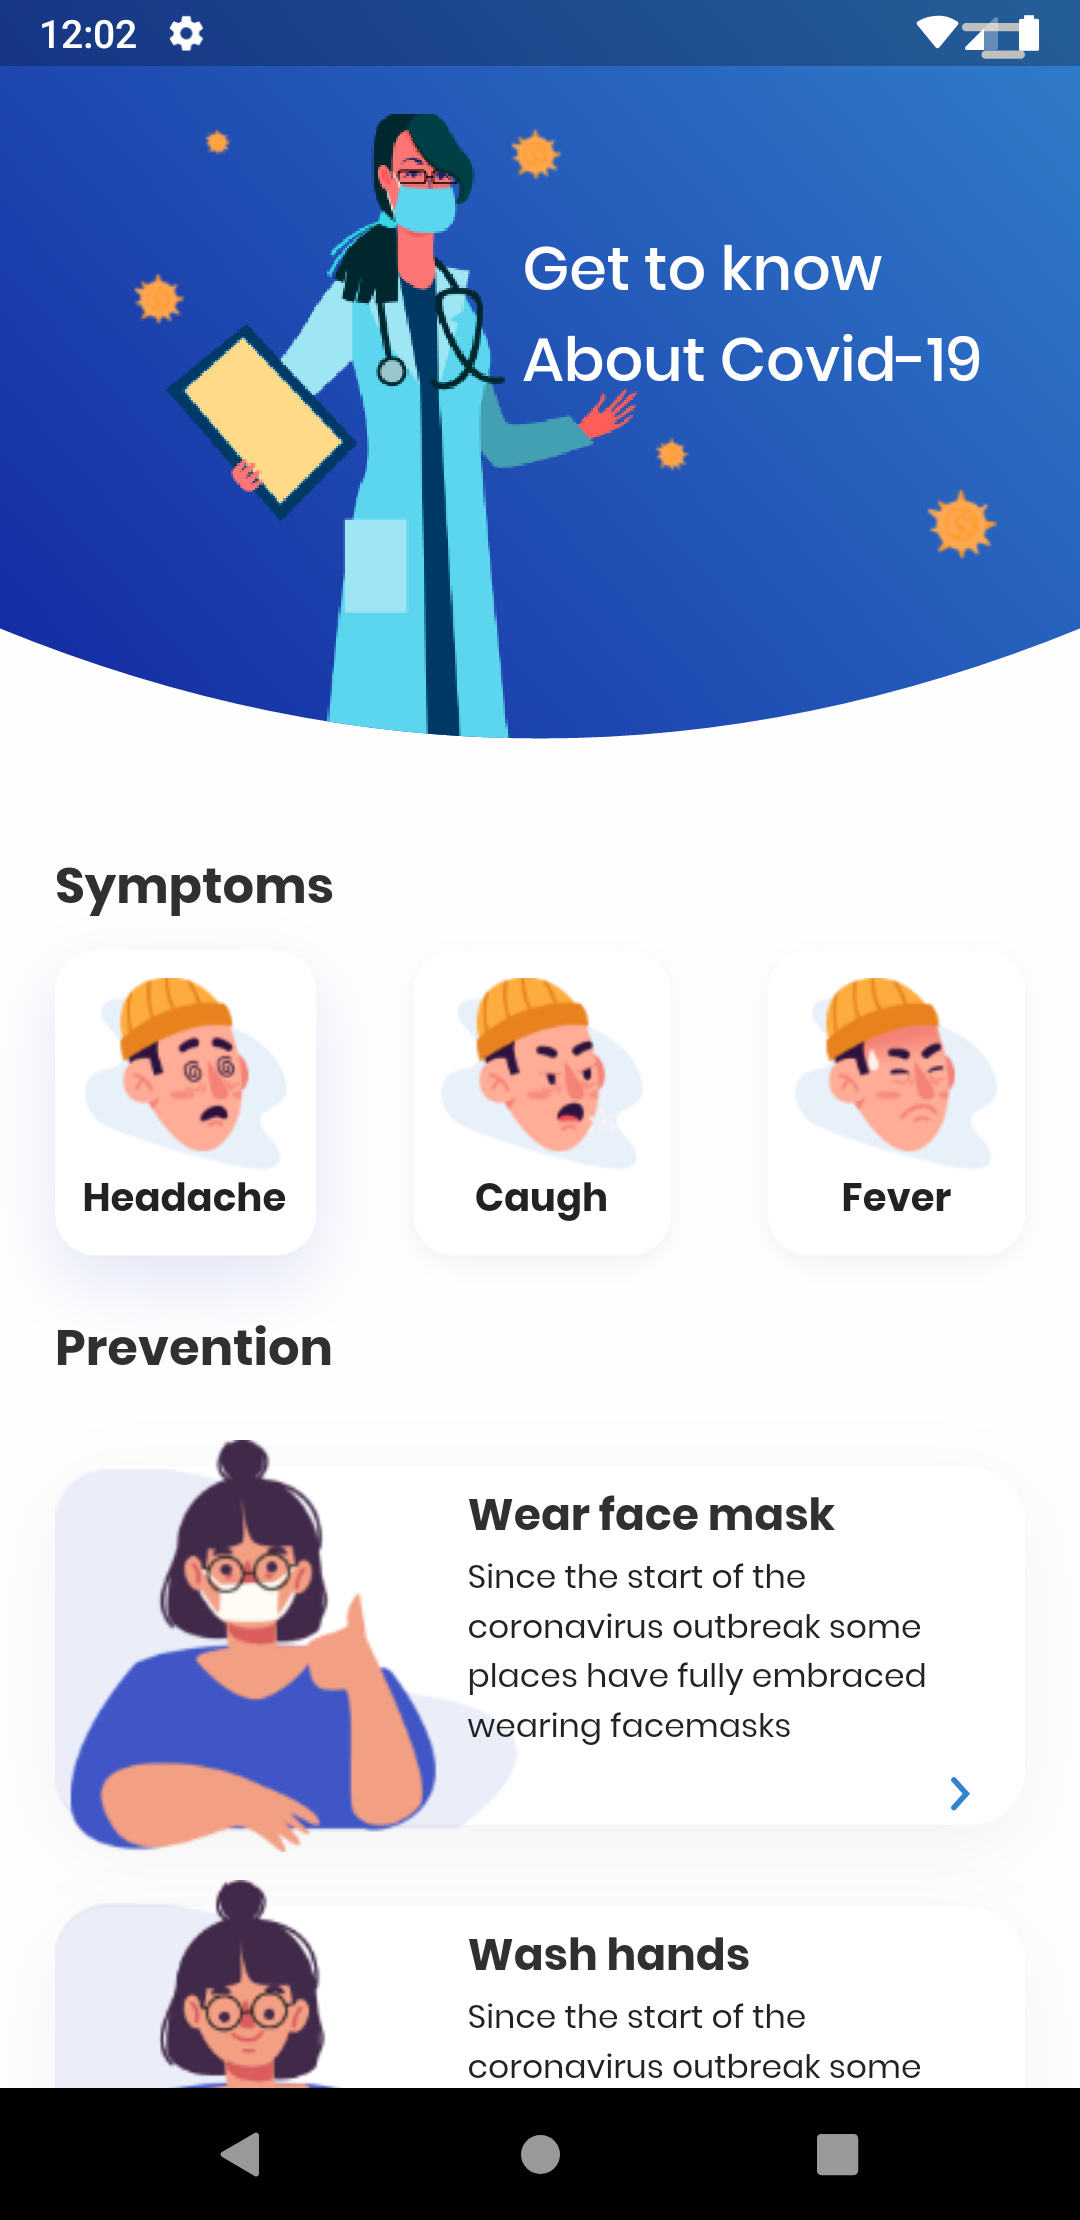 12:02
Get to know
About Covid-19
Symptoms
Headache
Caugh
Fever
Prevention
Wear face mask
Since the start of the
coronavirus outbreak some
places have fully embraced
wearing facemasks
Wash hands
Since the start of the
coronavirus outbreak some